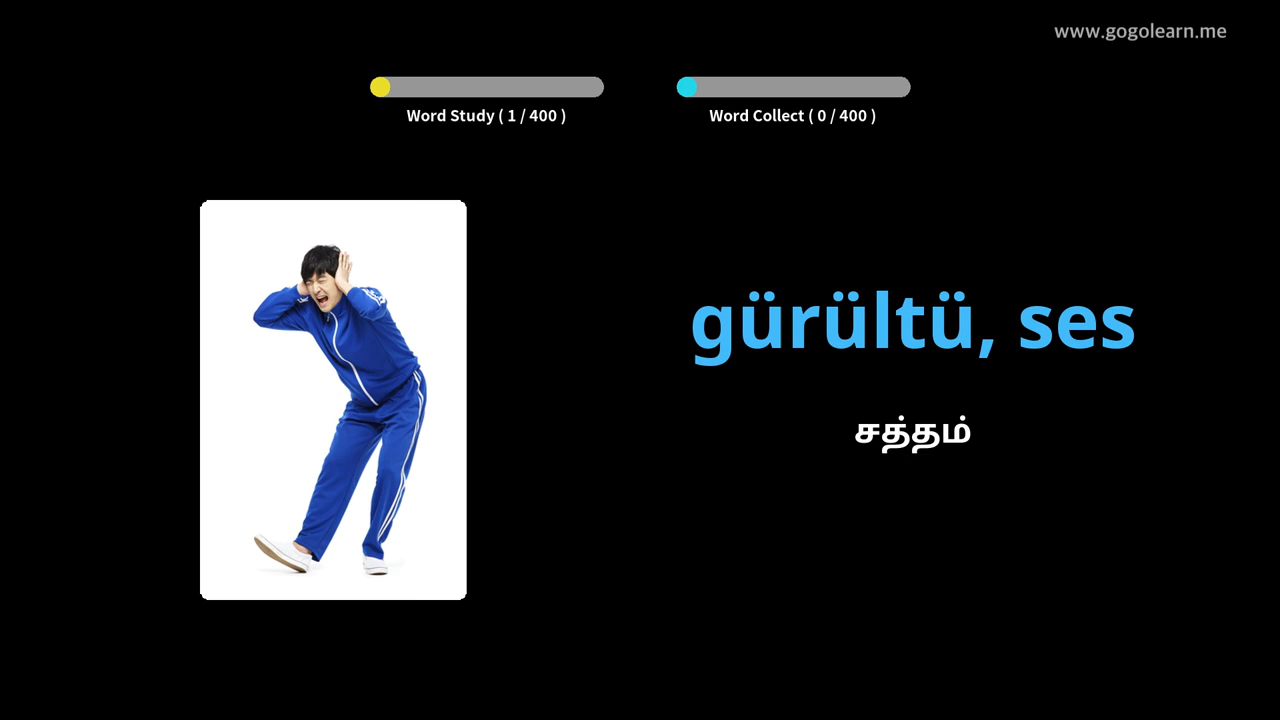 www.gogolearn.me
Word Study ( 1 / 400 )
Word Collect ( 0 / 400 )
gürültü, ses
சத்தம்